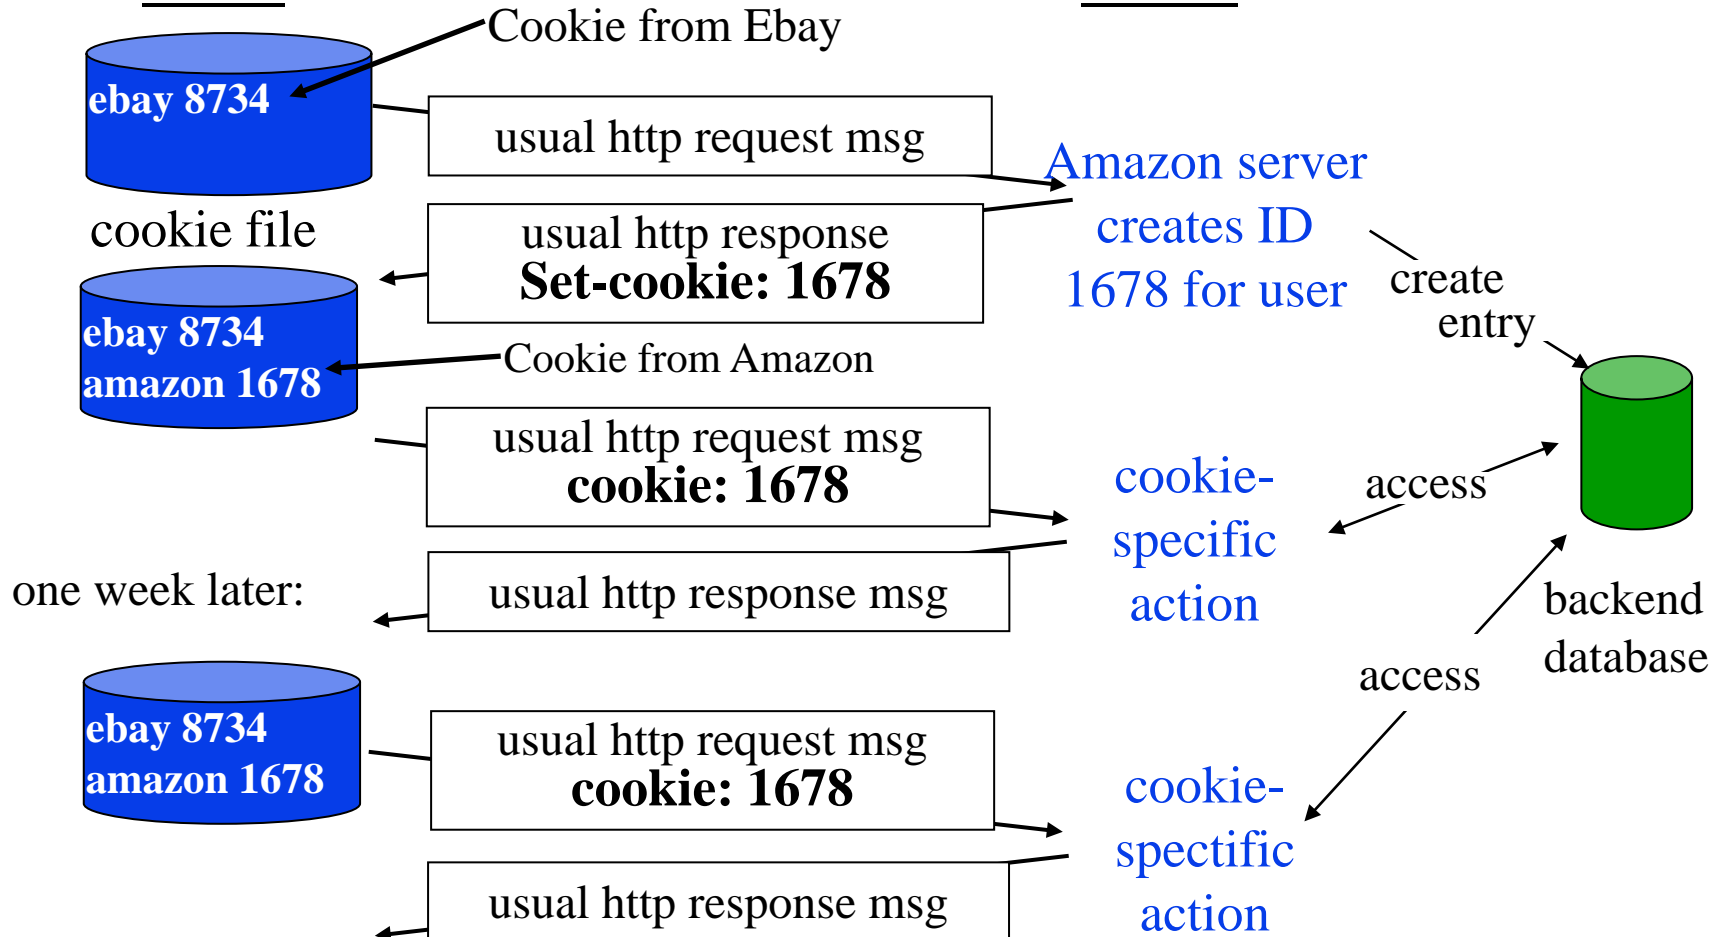 Cookie from Ebay
ebay 8734
usual http request msg
Amazon server
creates ID
1678 for user
cookie file
usual http response
Set-cookie: 1678
create
entry
ebay 8734
amazon 1678
Cookie from Amazon
usual http request msg
cookie: 1678
cookie-
specific
action
access
one week later:
usual http response msg
backend
database
access
ebay 8734
amazon 1678
usual http request msg
cookie: 1678
cookie-
spectific
action
usual http response msg